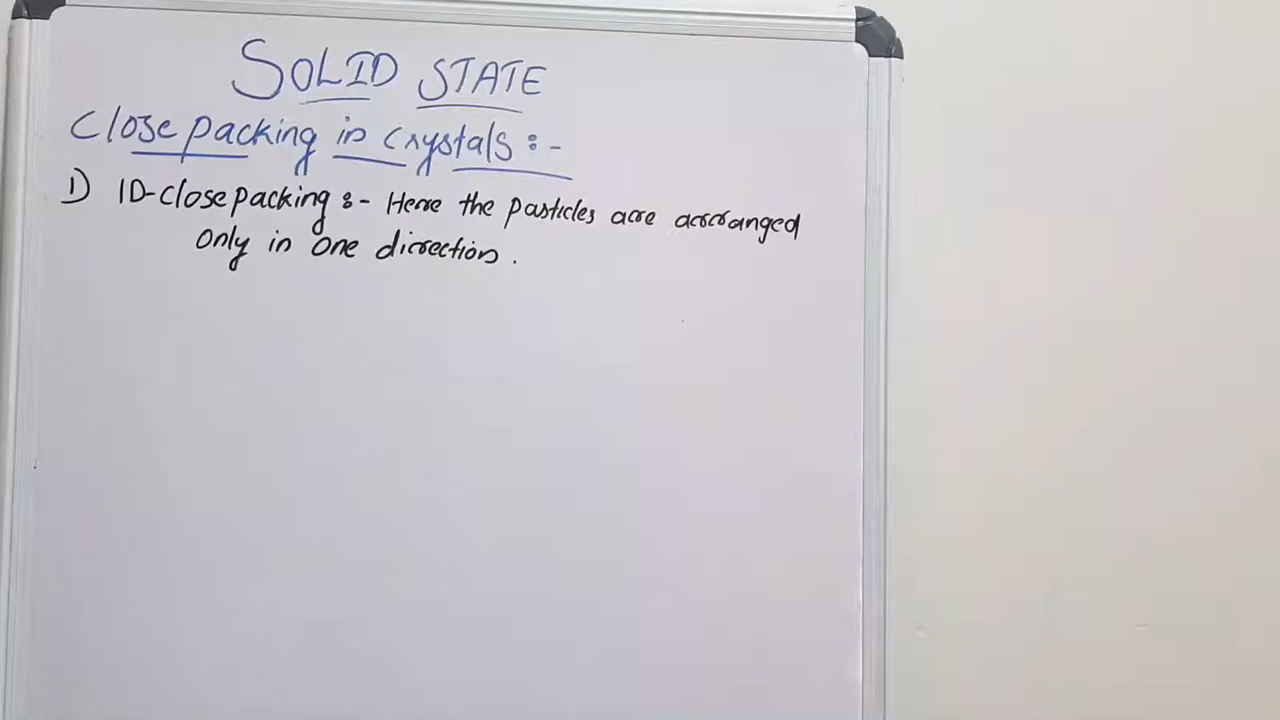 SOLID STATE
Close packing in Crystals :-
1) 1D-close packing :- Here the particles are arranged
only in one direction.